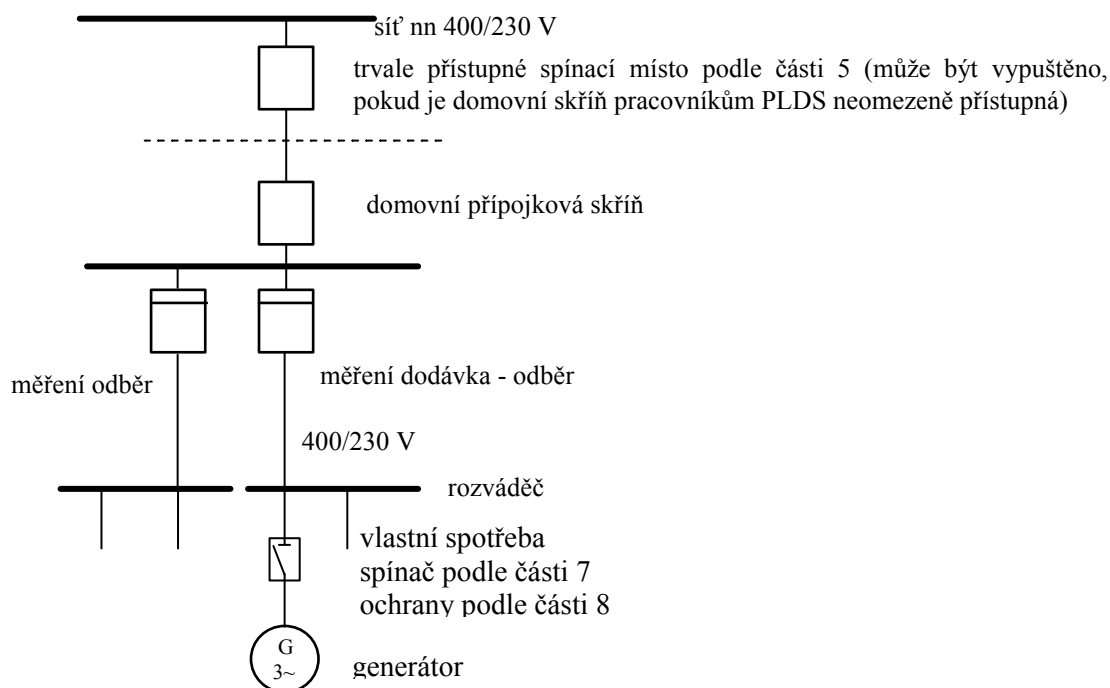 síť nn 400/230 V
trvale přístupné spínací místo podle části 5 (může být vypuštěno,
pokud je domovní skříň pracovníkům PLDS neomezeně přístupná)
domovní přípojková skříň
měření odběr
měření dodávka - odběr
400/230 V
rozváděč
vlastní spotřeba
spínač podle části 7
ochrany podle části 8
G
3~
generátor